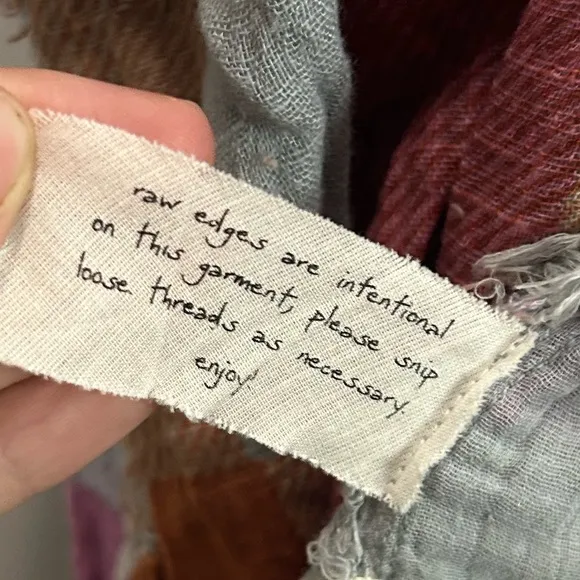 raw edges are intentional
on this garment, please snip
loose threads as necessary.
enjoy!